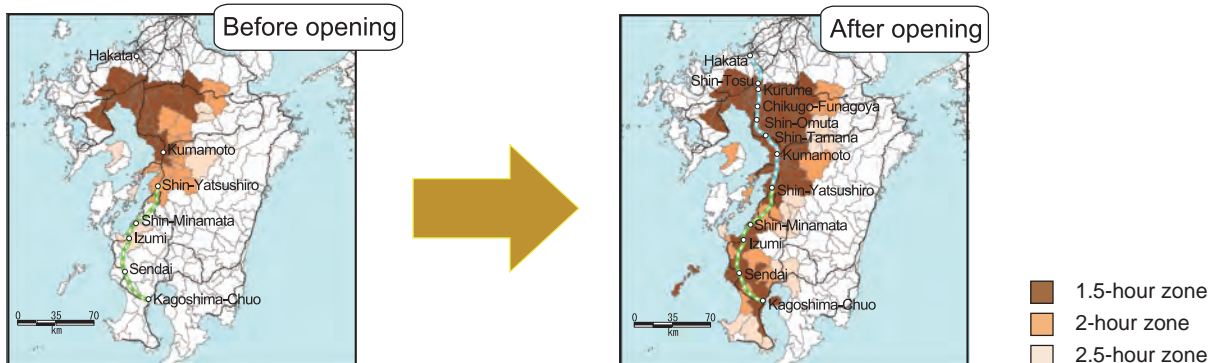 Before opening
Hakata
Kumamoto
Shin-Yatsushiro
Shin-Minamata
Izumi
Sendai
Kagoshima-Chuo
0 35 70
km
After opening
Hakata
Shin-Tosu
Kurume
Chikugo-Funagoya
Shin-Omuta
Shin-Tamana
Kumamoto
Shin-Yatsushiro
Shin-Minamata
Izumi
Sendai
Kagoshima-Chuo
0 35 70
km
1.5-hour zone
2-hour zone
2.5-hour zone